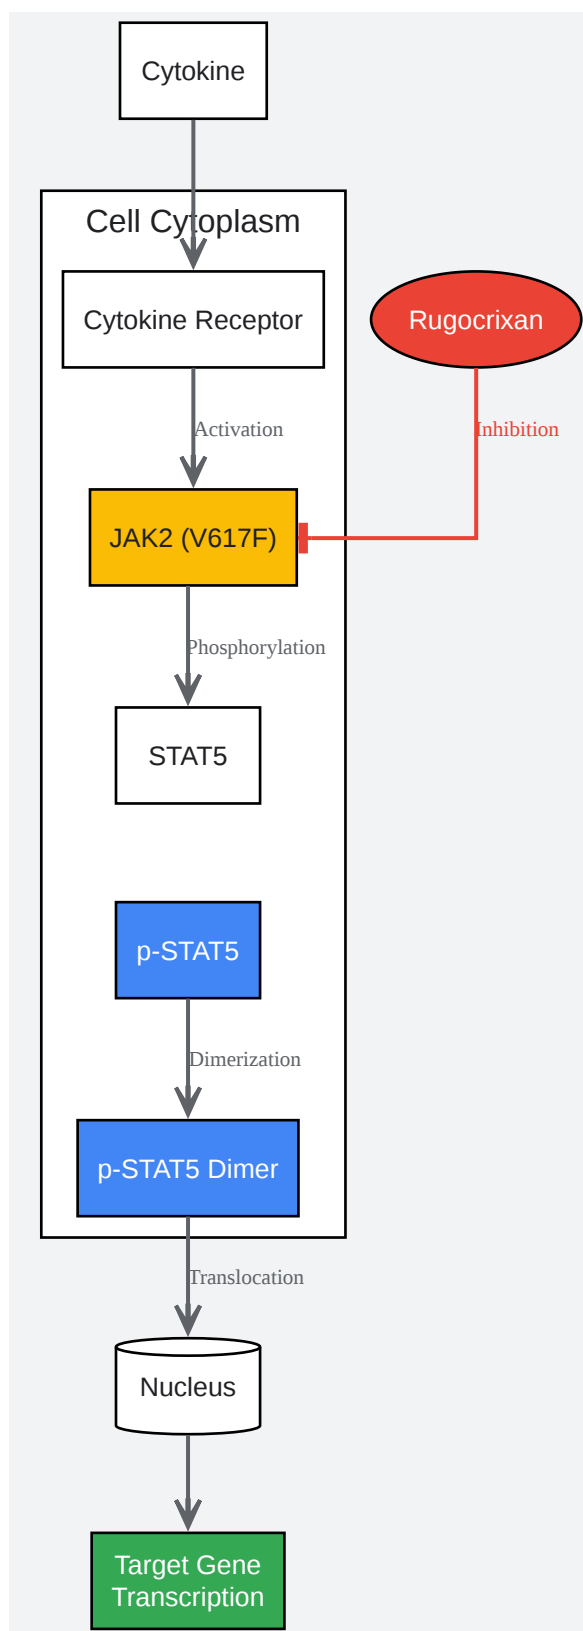 Cytokine
Cell Cytoplasm
Cytokine Receptor
Rugocrixan
Activation
Inhibition
JAK2 (V617F)
Phosphorylation
STAT5
p-STAT5
Dimerization
p-STAT5 Dimer
Translocation
Nucleus
Target Gene
Transcription